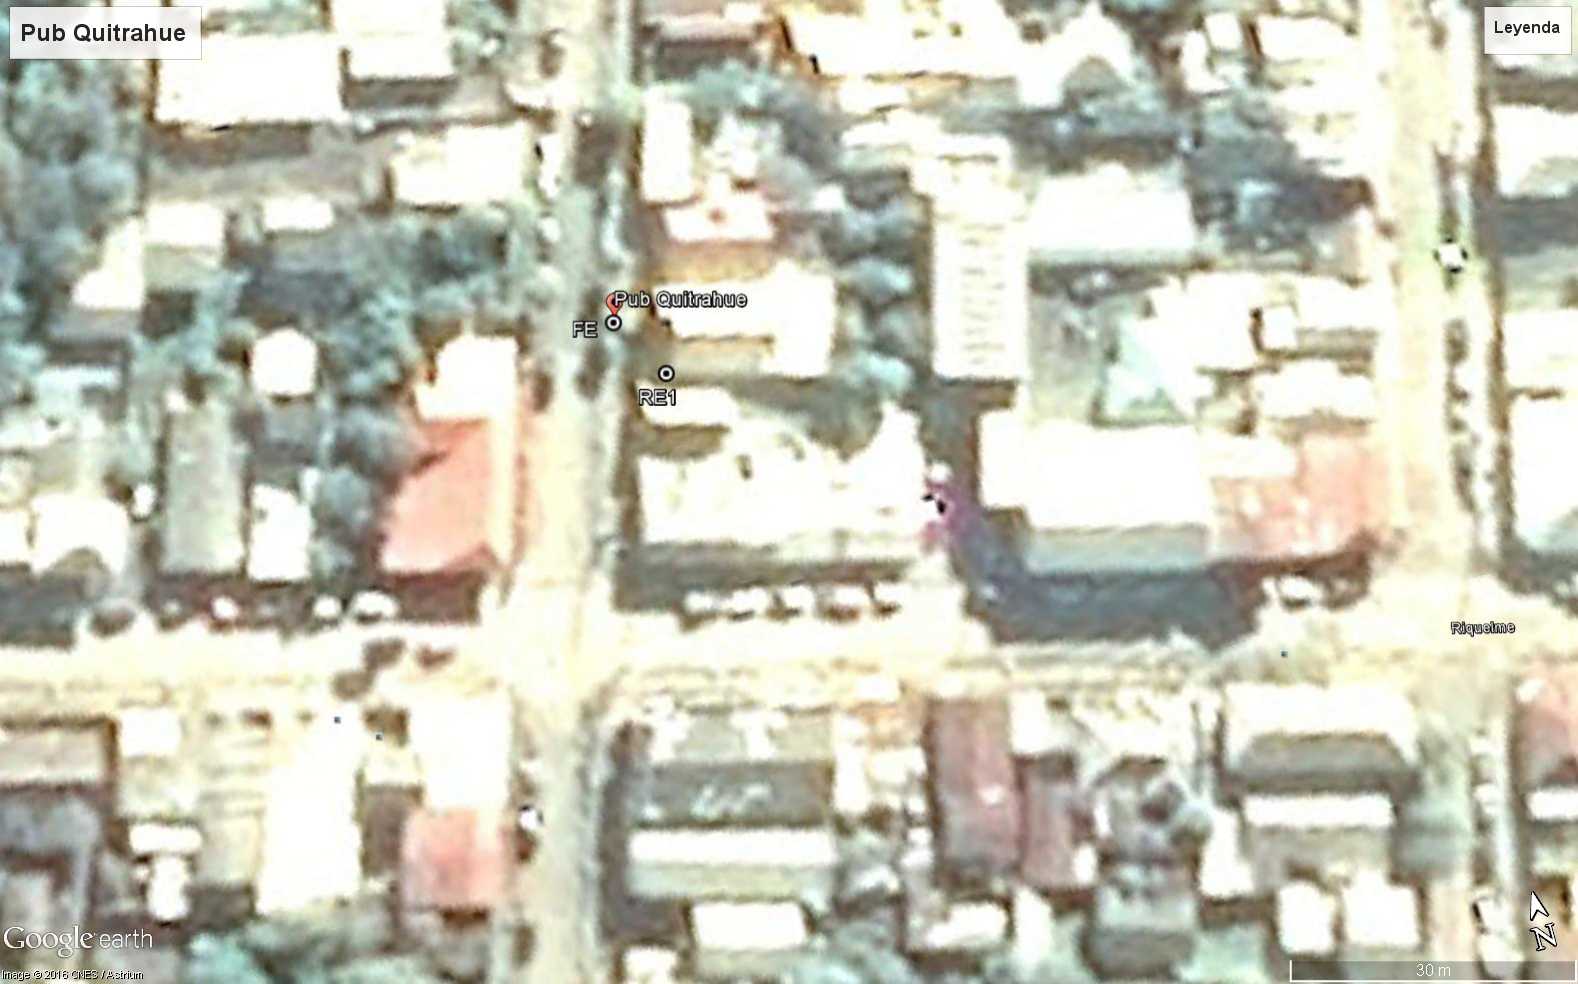 Pub Quitrahue
Leyenda
Pub Quitrahue
FE
RE1
Riquelme
Google earth
N
Image © 2016 CNES / Astrium
30 m